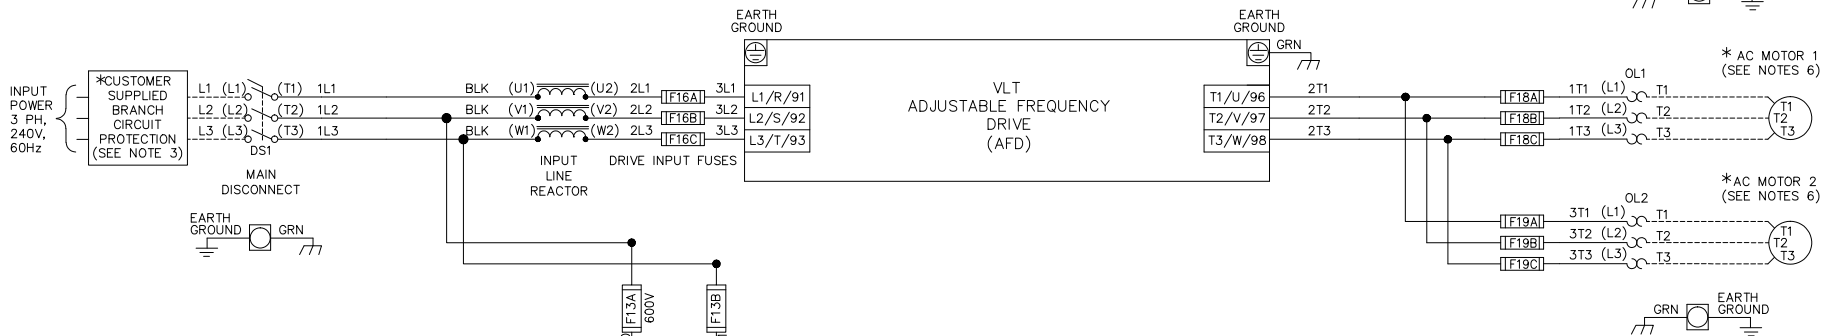 EARTH
GROUND
EARTH
GROUND
GRN
* AC MOTOR 1
(SEE NOTES 6)
INPUT
POWER
3 PH,
240V,
60Hz
*CUSTOMER
SUPPLIED
BRANCH
CIRCUIT
PROTECTION
(SEE NOTE 3)
L1 (L1) (T1) 1L1 BLK (U1) (U2) 2L1 F16A 3L1 L1/R/91
L2 (L2) (T2) 1L2 (V1) (V2) 2L2 F16B 3L2 L2/S/92
L3 (L3) (T3) 1L3 BLK (W1) (W2) 2L3 F16C 3L3 L3/T/93
DS1
MAIN
DISCONNECT
INPUT
LINE
REACTOR
DRIVE INPUT FUSES
VLT
ADJUSTABLE FREQUENCY
DRIVE
(AFD)
T1/U/96 2T1
T2/V/97 2T2
T3/W/98 2T3
OL1
F18A 1T1 (L1) T1
F18B 1T2 (L2) T2
F18C 1T3 (L3) T3
T1
T2
T3
* AC MOTOR 2
(SEE NOTES 6)
OL2
F19A 3T1 (L1) T1
F19B 3T2 (L2) T2
F19C 3T3 (L3) T3
T1
T2
T3
EARTH
GROUND
GRN
F13A
600V
F13B
GRN
EARTH
GROUND